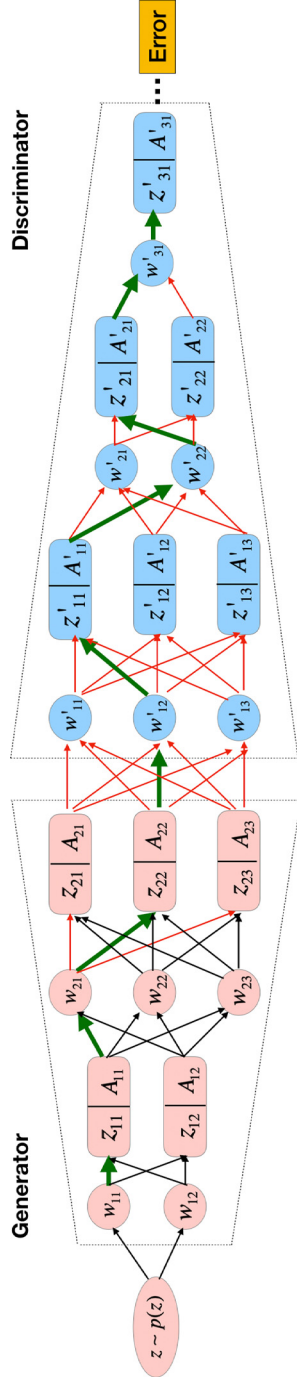 Generator
Discriminator
z ~ p(z)
w₁₁
w₁₂
z₁₁ | A₁₁
z₁₂ | A₁₂
w₂₁
w₂₂
w₂₃
z₂₁ | A₂₁
z₂₂ | A₂₂
z₂₃ | A₂₃
w'₁₁
w'₁₂
w'₁₃
z'₁₁ | A'₁₁
z'₁₂ | A'₁₂
z'₁₃ | A'₁₃
w'₂₁
w'₂₂
z'₂₁ | A'₂₁
z'₂₂ | A'₂₂
w'₃₁
z'₃₁ | A'₃₁
Error